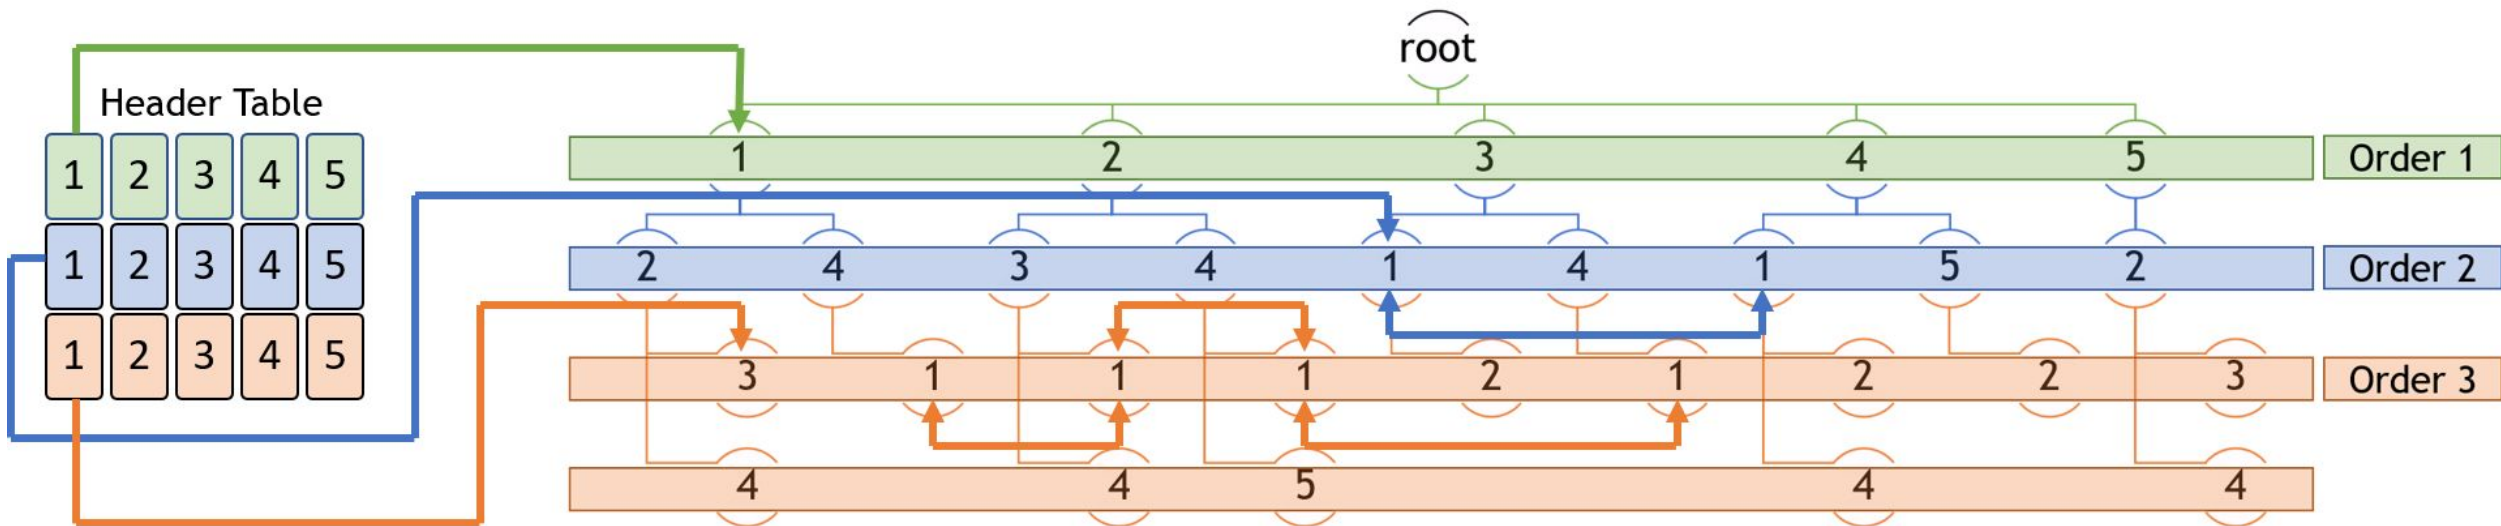 root
Header Table
1 2 3 4 5
1 2 3 4 5 Order 1
1 2 3 4 5
2 4 3 4 1 4 1 5 2 Order 2
1 2 3 4 5
3 1 1 1 2 1 2 2 3 Order 3
4 4 5 4 4